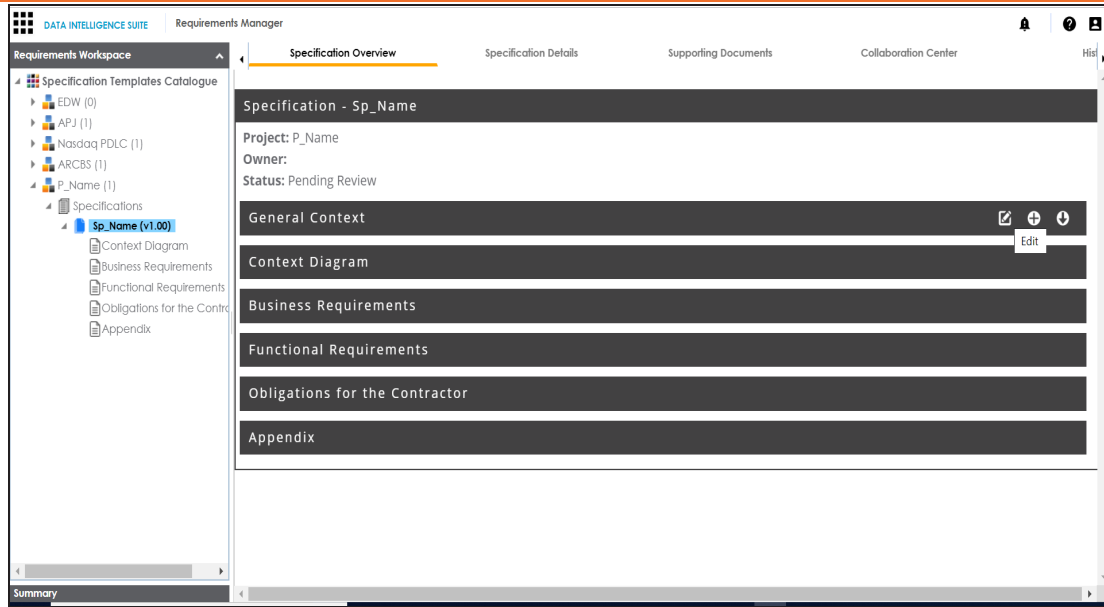 DATA INTELLIGENCE SUITE Requirements Manager
Requirements Workspace
Specification Overview Specification Details Supporting Documents Collaboration Center
Specification Templates Catalogue
EDW (0)
APJ (1)
Nasdaq PDLC (1)
ARCBS (1)
P_Name (1)
Specifications
Sp_Name (v1.00)
Context Diagram
Business Requirements
Functional Requirements
Obligations for the Contr
Appendix
Summary
Specification - Sp_Name
Project: P_Name
Owner:
Status: Pending Review
General Context
Edit
Context Diagram
Business Requirements
Functional Requirements
Obligations for the Contractor
Appendix